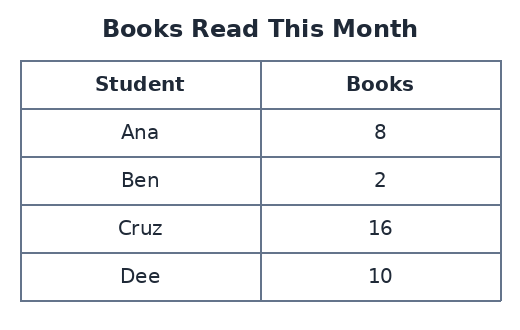 Books Read This Month
Student Books
Ana 8
Ben 2
Cruz 16
Dee 10